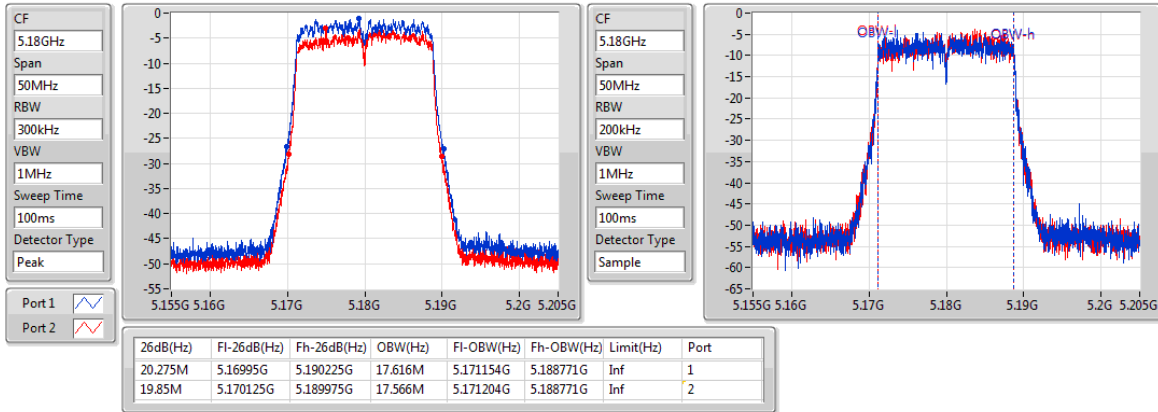 CF
5.18GHz
Span
50MHz
RBW
300kHz
VBW
1MHz
Sweep Time
100ms
Detector Type
Peak
Port 1
Port 2
0
-5
-10
-15
-20
-25
-30
-35
-40
-45
-50
-55
5.155G 5.16G 5.17G 5.18G 5.19G 5.2G 5.205G
CF
5.18GHz
Span
50MHz
RBW
200kHz
VBW
1MHz
Sweep Time
100ms
Detector Type
Sample
0
-5
-10
-15
-20
-25
-30
-35
-40
-45
-50
-55
-60
-65
OBW-l OBW-h
5.155G 5.16G 5.17G 5.18G 5.19G 5.2G 5.205G
26dB(Hz) Fl-26dB(Hz) Fh-26dB(Hz) OBW(Hz) Fl-OBW(Hz) Fh-OBW(Hz) Limit(Hz) Port
20.275M 5.16995G 5.190225G 17.616M 5.171154G 5.188771G Inf 1
19.85M 5.170125G 5.189975G 17.566M 5.171204G 5.188771G Inf 2